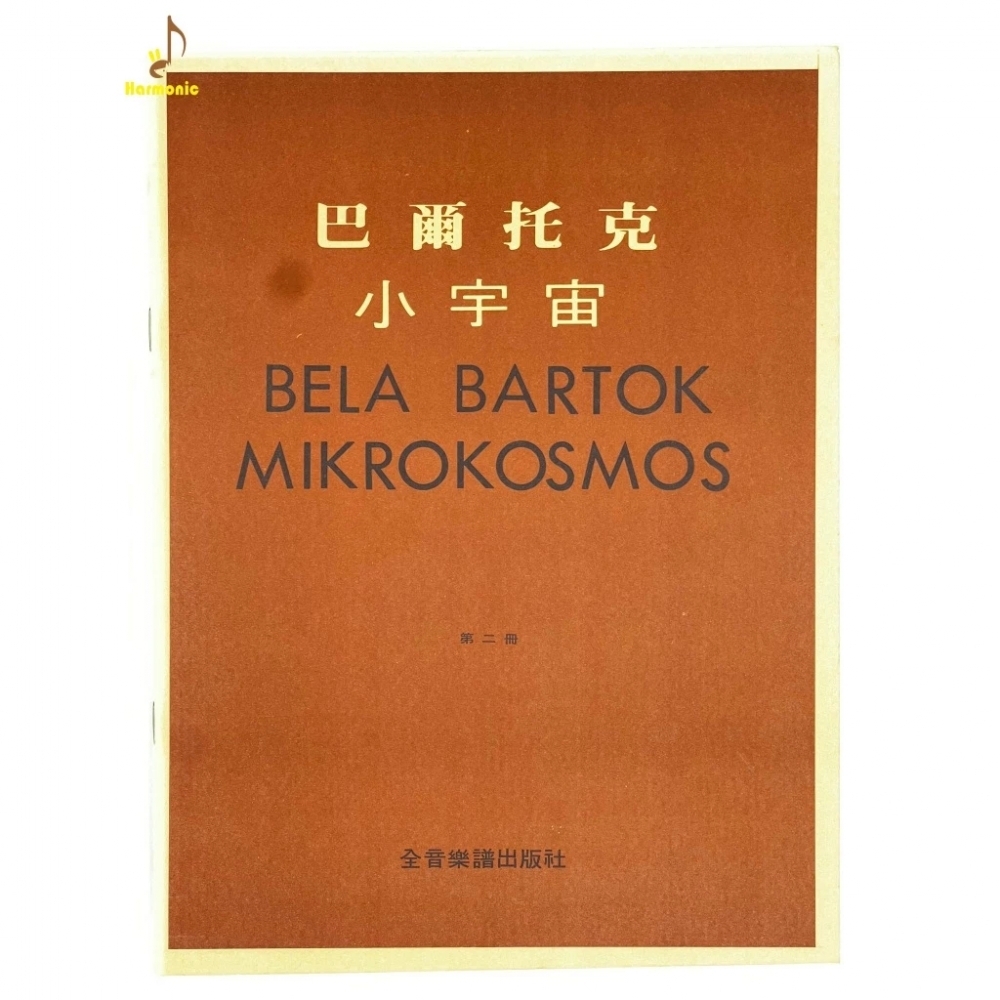 Harmonic
巴爾托克
小宇宙
BELA BARTOK
MIKROKOSMOS
第二冊
全音樂譜出版社